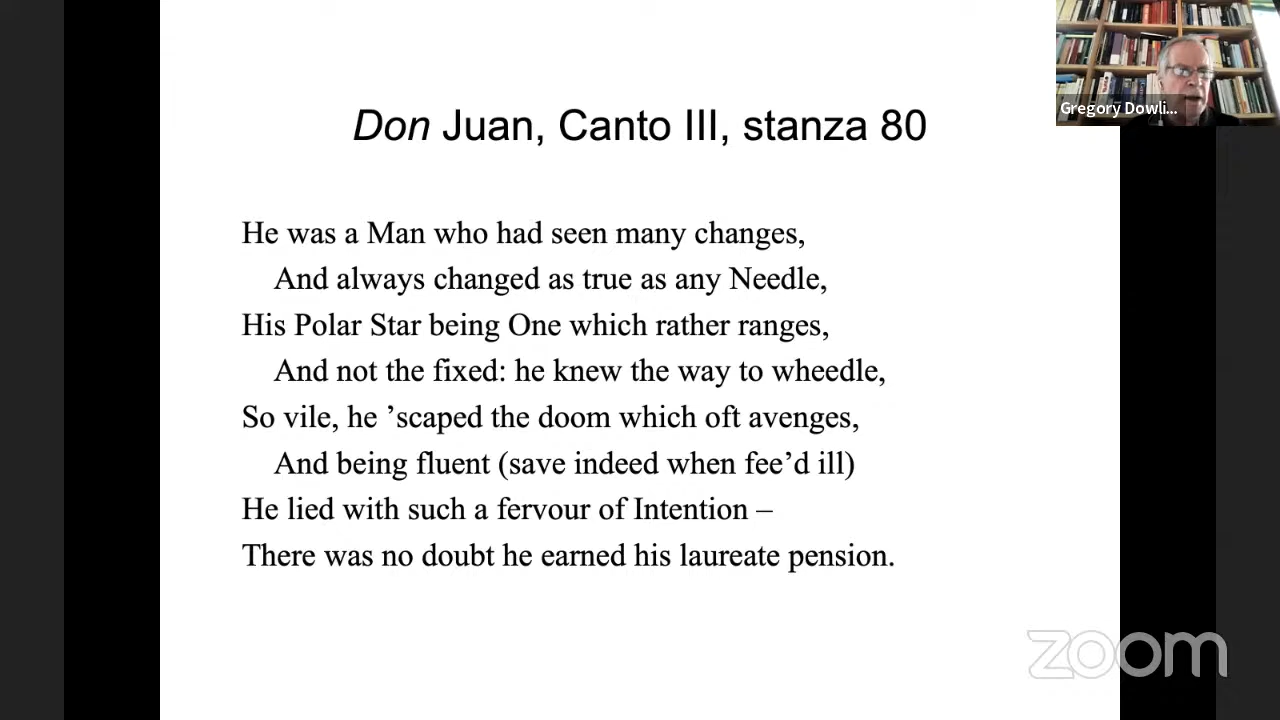 Don Juan, Canto III, stanza 80
He was a Man who had seen many changes,
And always changed as true as any Needle,
His Polar Star being One which rather ranges,
And not the fixed: he knew the way to wheedle,
So vile, he ’scaped the doom which oft avenges,
And being fluent (save indeed when fee’d ill)
He lied with such a fervour of Intention –
There was no doubt he earned his laureate pension.
Gregory Dowli...
zoom